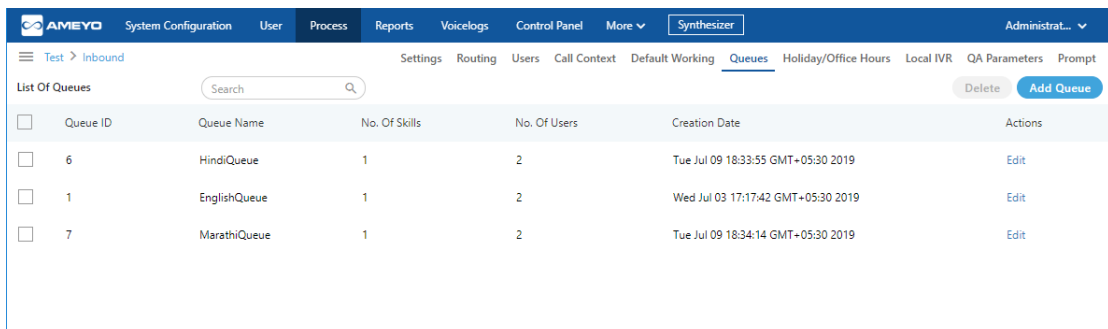 AMEYO System Configuration User Process Reports Voicelogs Control Panel More Synthesizer Administrat...
Test > Inbound Settings Routing Users Call Context Default Working Queues Holiday/Office Hours Local IVR QA Parameters Prompt
List Of Queues Search Delete Add Queue
Queue ID Queue Name No. Of Skills No. Of Users Creation Date Actions
6 HindiQueue 1 2 Tue Jul 09 18:33:55 GMT+05:30 2019 Edit
1 EnglishQueue 1 2 Wed Jul 03 17:17:42 GMT+05:30 2019 Edit
7 MarathiQueue 1 2 Tue Jul 09 18:34:14 GMT+05:30 2019 Edit